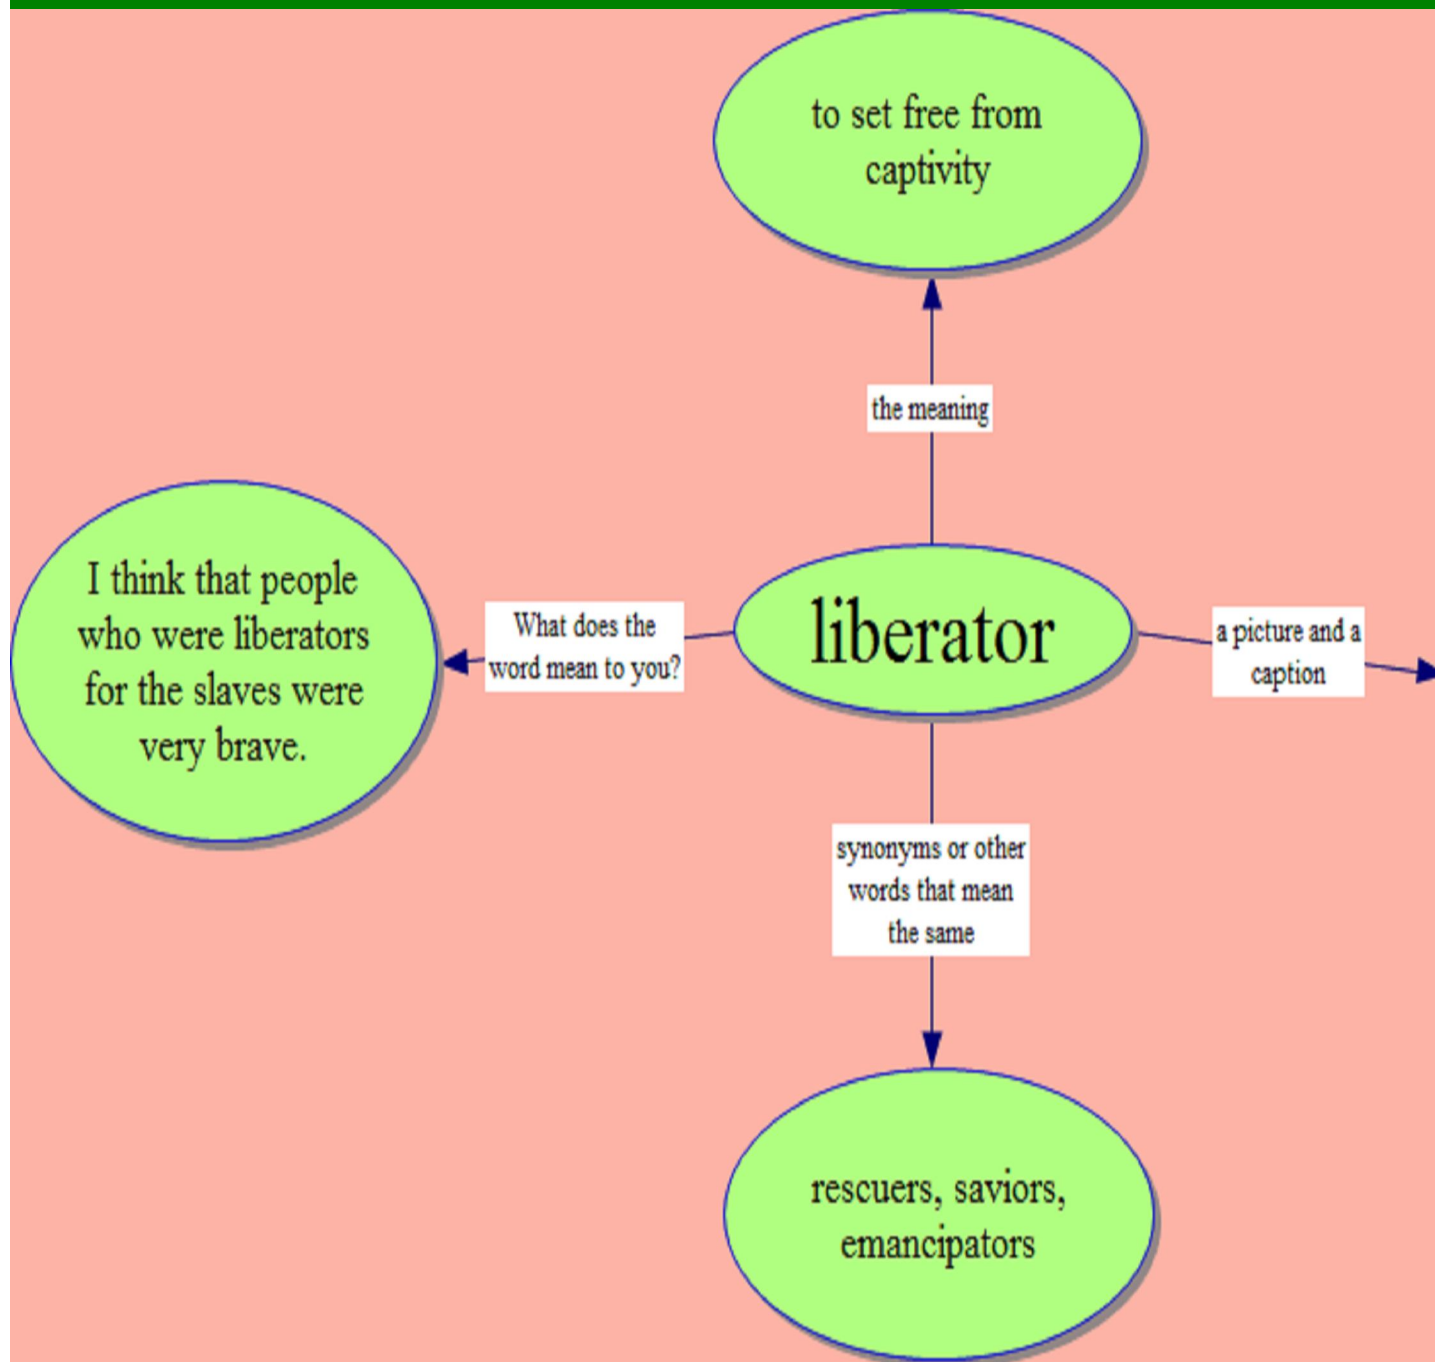 to set free from
captivity
the meaning
I think that people
who were liberators
for the slaves were
very brave.
What does the
word mean to you?
liberator
a picture and a
caption
synonyms or other
words that mean
the same
rescuers, saviors,
emancipators